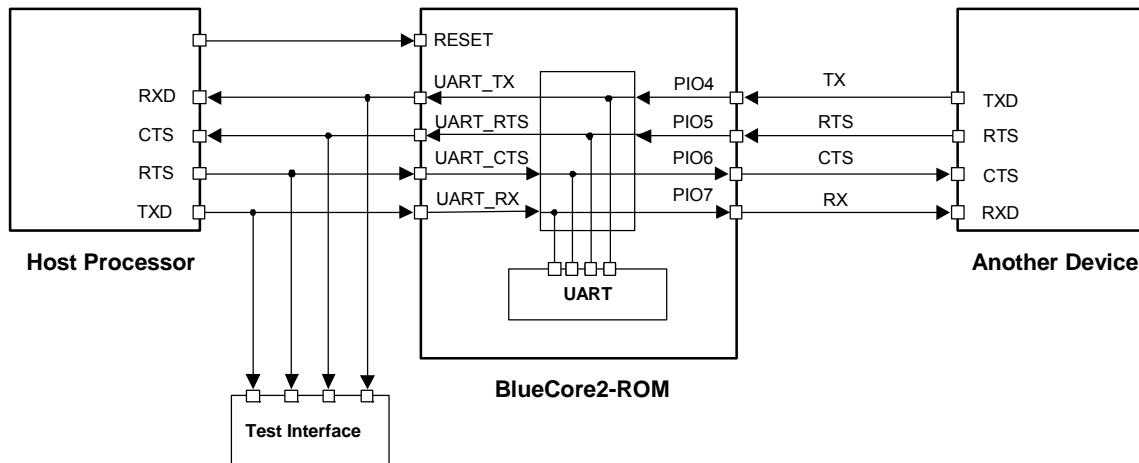 RESET
RXD UART_TX PIO4 TX TXD
CTS UART_RTS PIO5 RTS RTS
RTS UART_CTS PIO6 CTS CTS
TXD UART_RX PIO7 RX RXD
Host Processor Another Device
UART
BlueCore2-ROM
Test Interface